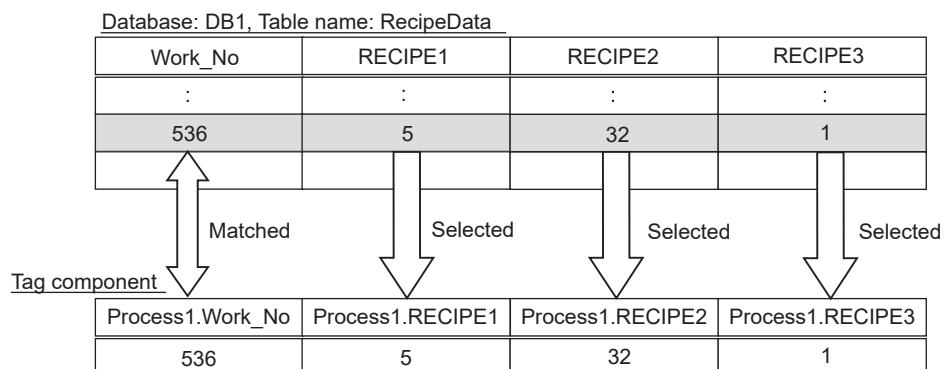 Database: DB1, Table name: RecipeData
Work_No RECIPE1 RECIPE2 RECIPE3
: : : :
536 5 32 1
Matched Selected Selected Selected
Tag component
Process1.Work_No Process1.RECIPE1 Process1.RECIPE2 Process1.RECIPE3
536 5 32 1